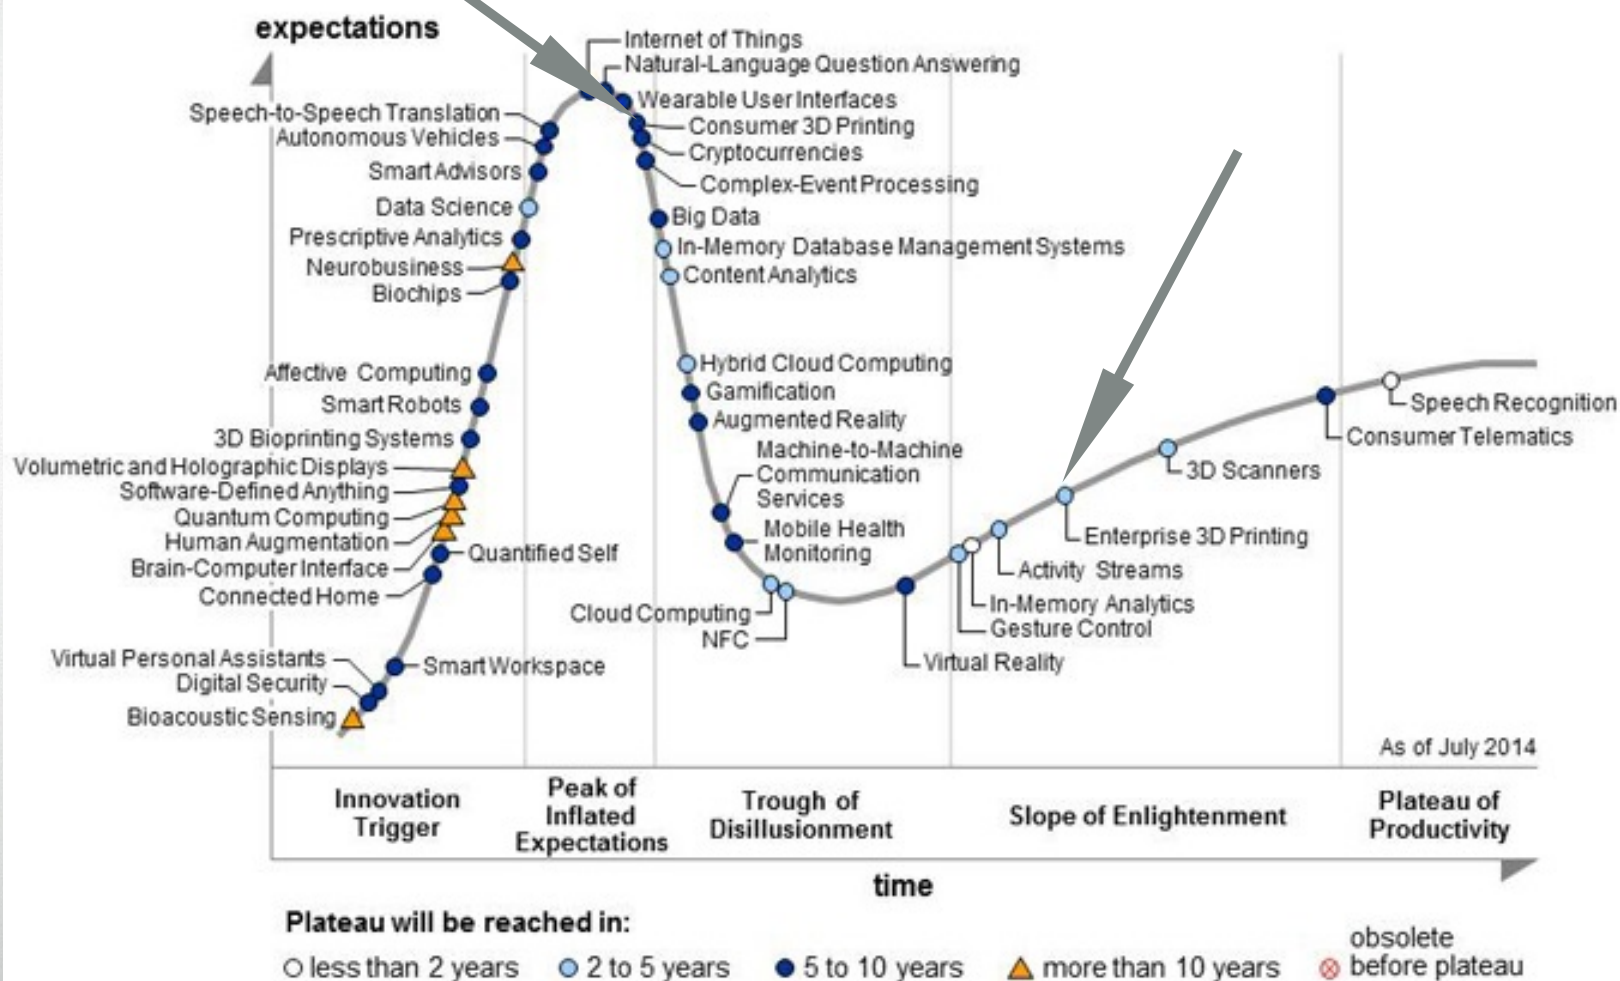 expectations
Internet of Things
Natural-Language Question Answering
Wearable User Interfaces
Consumer 3D Printing
Cryptocurrencies
Complex-Event Processing
Speech-to-Speech Translation
Autonomous Vehicles
Smart Advisors
Data Science
Prescriptive Analytics
Neurobusiness
Biochips
Big Data
In-Memory Database Management Systems
Content Analytics
Affective Computing
Smart Robots
3D Bioprinting Systems
Volumetric and Holographic Displays
Software-Defined Anything
Quantum Computing
Human Augmentation
Brain-Computer Interface
Connected Home
Quantified Self
Hybrid Cloud Computing
Gamification
Augmented Reality
Machine-to-Machine
Communication
Services
Mobile Health
Monitoring
Virtual Personal Assistants
Digital Security
Bioacoustic Sensing
Smart Workspace
Cloud Computing
NFC
Virtual Reality
Gesture Control
In-Memory Analytics
Activity Streams
Enterprise 3D Printing
3D Scanners
Consumer Telematics
Speech Recognition
As of July 2014
Innovation
Trigger
Peak of
Inflated
Expectations
Trough of
Disillusionment
Slope of Enlightenment
Plateau of
Productivity
time
Plateau will be reached in:
less than 2 years
2 to 5 years
5 to 10 years
more than 10 years
obsolete
before plateau